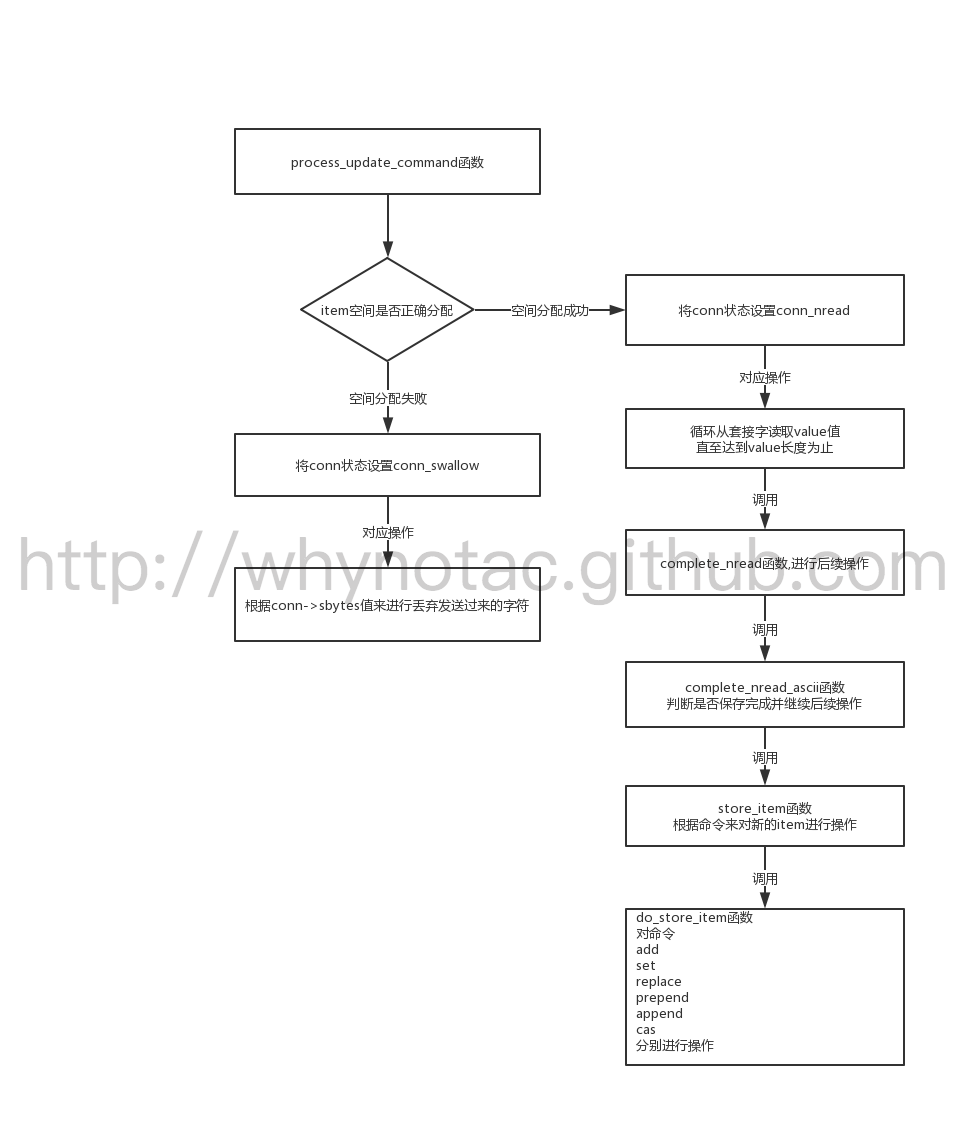 process_update_command函数
item空间是否正确分配
空间分配成功
将conn状态设置conn_nread
对应操作
空间分配失败
循环从套接字读取value值
直至达到value长度为止
将conn状态设置conn_swallow
调用
对应操作
http://whynotac.github.com
complete_nread函数,进行后续操作
根据conn->sbytes值来进行丢弃发送过来的字符
调用
complete_nread_ascii函数
判断是否保存完成并继续后续操作
调用
store_item函数
根据命令来对新的item进行操作
调用
do_store_item函数
对命令
add
set
replace
prepend
append
cas
分别进行操作